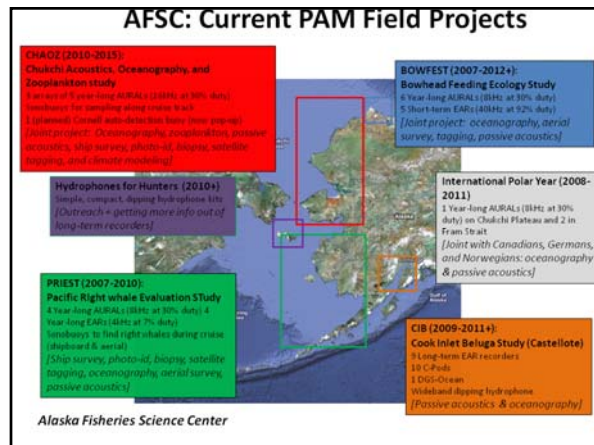 AFSC: Current PAM Field Projects
CHAOZ (2010-2015):
Chukchi Acoustics, Oceanography, and
Zooplankton study
3 arrays of 5 year-long AURALs (16kHz at 30% duty)
Sonobuoys for sampling along cruise track
1 (planned) Cornell auto-detection buoy (now pop-up)
[Joint project: Oceanography, zooplankton, passive
acoustics, ship survey, photo-id, biopsy, satellite
tagging, and climate modeling]
Hydrophones for Hunters (2010+)
Simple, compact, dipping hydrophone kits
[Outreach + getting more info out of
long-term recorders]
PRIEST (2007-2010):
Pacific Right whale Evaluation STudy
4 Year-long AURALs (8kHz at 30% duty) 4
Year-long EARs (4kHz at 7% duty)
Sonobuoys to find right whales during cruise
(shipboard & aerial)
[Ship survey, photo-id, biopsy, satellite
tagging, oceanography, aerial survey,
passive acoustics]
BOWFEST (2007-2012+):
Bowhead Feeding Ecology Study
6 Year-long AURALs (8kHz at 30% duty)
5 Short-term EARs (40kHz at 92% duty)
[Joint project: oceanography, aerial
survey, tagging, passive acoustics]
International Polar Year (2008-
2011)
1 Year-long AURALs (8kHz at 30%
duty) on Chukchi Plateau and 2 in
Fram Strait
[Joint with Canadians, Germans,
and Norwegians: oceanography
& passive acoustics]
Gulf of
CIB (2009-2011+):
Cook Inlet Beluga Study (Castellote)
9 Long-term EAR recorders
10 C-Pods
1 DGS-Ocean
Wideband dipping hydrophone
[Passive acoustics & oceanography]
Alaska Fisheries Science Center